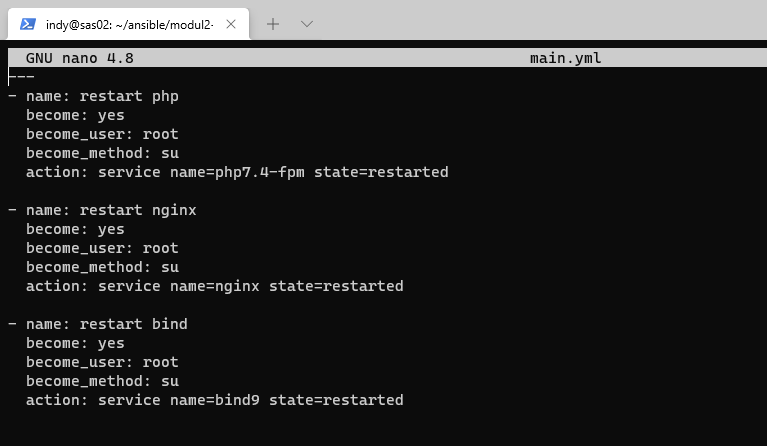 indy@sas02: ~/ansible/modul2-
GNU nano 4.8 main.yml
---
- name: restart php
  become: yes
  become_user: root
  become_method: su
  action: service name=php7.4-fpm state=restarted

- name: restart nginx
  become: yes
  become_user: root
  become_method: su
  action: service name=nginx state=restarted

- name: restart bind
  become: yes
  become_user: root
  become_method: su
  action: service name=bind9 state=restarted